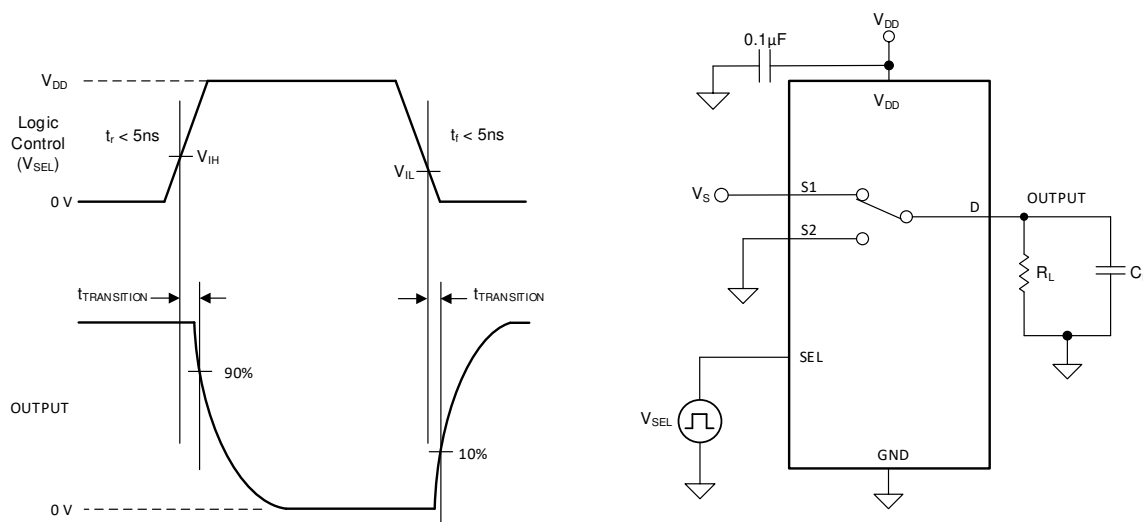 V_DD
Logic
Control
(V_SEL)
t_r < 5ns
V_IH
t_f < 5ns
V_IL
0 V
t_TRANSITION
t_TRANSITION
90%
OUTPUT
10%
0 V
V_DD
0.1µF
V_DD
V_S
S1
D
OUTPUT
S2
R_L
C
SEL
V_SEL
GND